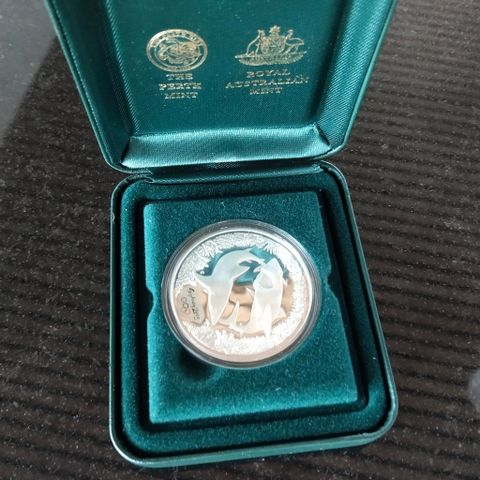 THE
PERTH
MINT
ROYAL
AUSTRALIAN
MINT